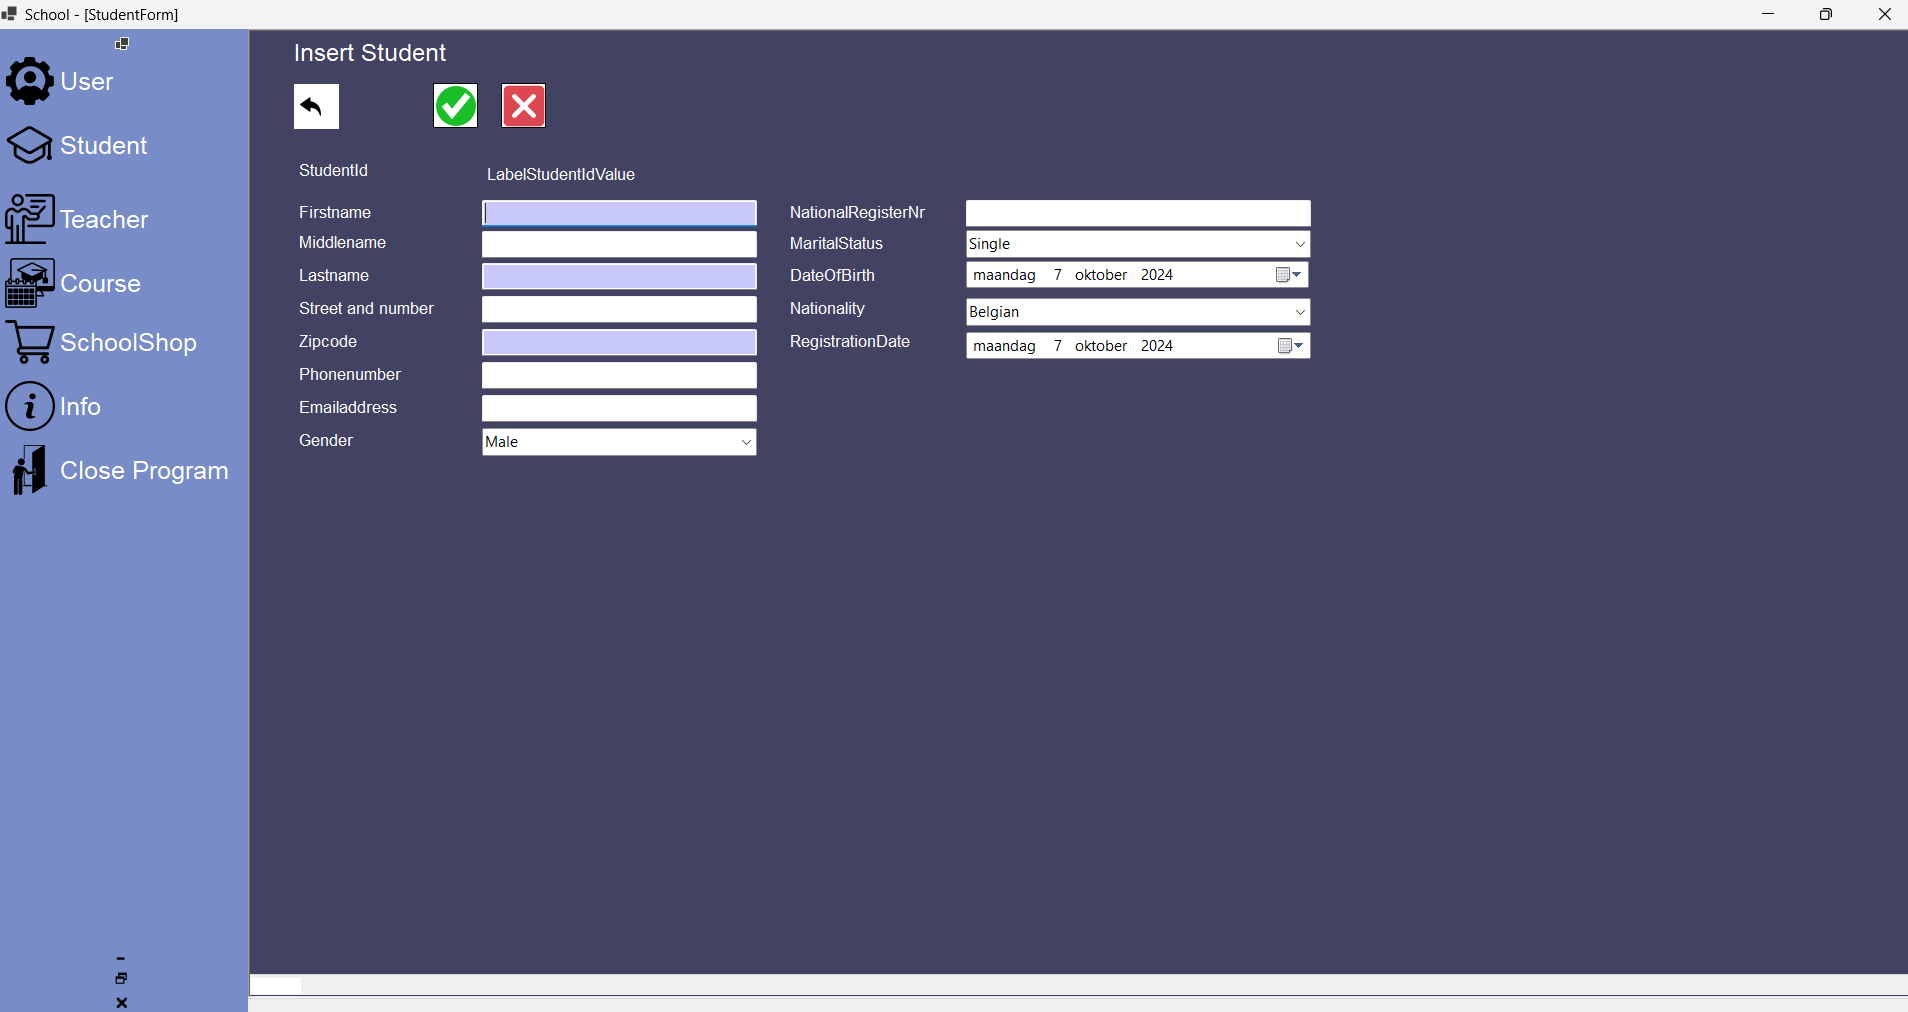 School - [StudentForm]
User
Student
Teacher
Course
SchoolShop
Info
Close Program
Insert Student
StudentId
LabelStudentIdValue
Firstname
Middlename
Lastname
Street and number
Zipcode
Phonenumber
Emailaddress
Gender
Male
NationalRegisterNr
MaritalStatus
Single
DateOfBirth
maandag 7 oktober 2024
Nationality
Belgian
RegistrationDate
maandag 7 oktober 2024